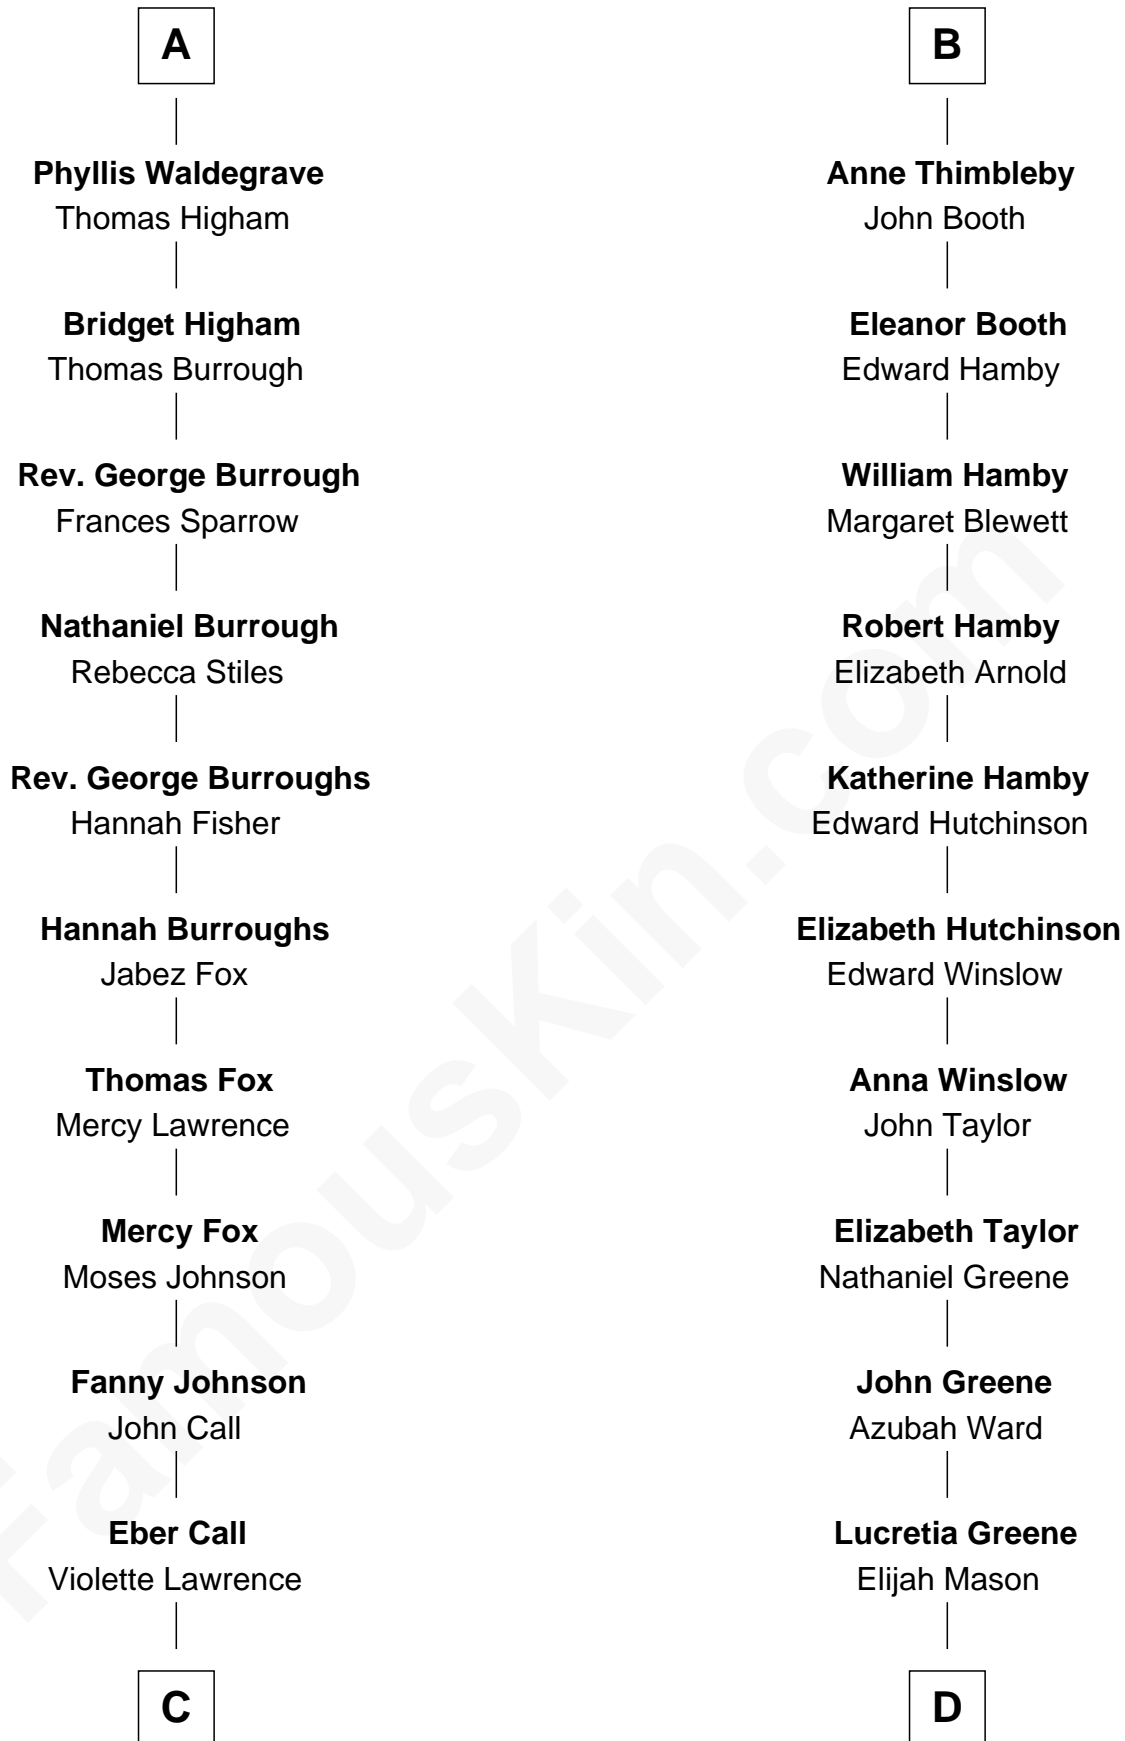 A
Phyllis Waldegrave
Thomas Higham
Bridget Higham
Thomas Burrough
Rev. George Burrough
Frances Sparrow
Nathaniel Burrough
Rebecca Stiles
Rev. George Burroughs
Hannah Fisher
Hannah Burroughs
Jabez Fox
Thomas Fox
Mercy Lawrence
Mercy Fox
Moses Johnson
Fanny Johnson
John Call
Eber Call
Violette Lawrence
C
B
Anne Thimbleby
John Booth
Eleanor Booth
Edward Hamby
William Hamby
Margaret Blewett
Robert Hamby
Elizabeth Arnold
Katherine Hamby
Edward Hutchinson
Elizabeth Hutchinson
Edward Winslow
Anna Winslow
John Taylor
Elizabeth Taylor
Nathaniel Greene
John Greene
Azubah Ward
Lucretia Greene
Elijah Mason
D
FamousKin.com